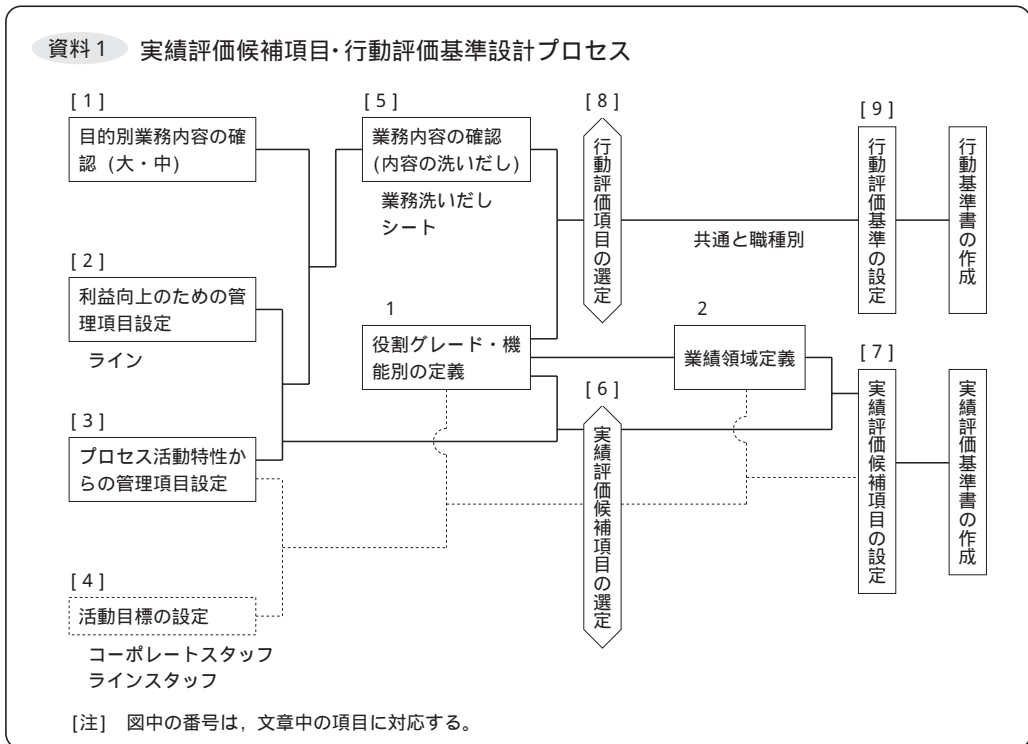 資料1 実績評価候補項目・行動評価基準設計プロセス
[1]
目的別業務内容の確
認（大・中）
[2]
利益向上のための管
理項目設定
ライン
[3]
プロセス活動特性か
らの管理項目設定
[4]
活動目標の設定
コーポレートスタッフ
ラインスタッフ
[5]
業務内容の確認
(内容の洗いだし)
業務洗いだし
シート
1
役割グレード・機
能別の定義
[8]
行動評価項目の選定
[6]
実績評価候補項目の選定
共通と職種別
2
業績領域定義
[9]
行動評価基準の設定
[7]
実績評価候補項目の設定
行動基準書の作成
実績評価基準書の作成
[注] 図中の番号は，文章中の項目に対応する。